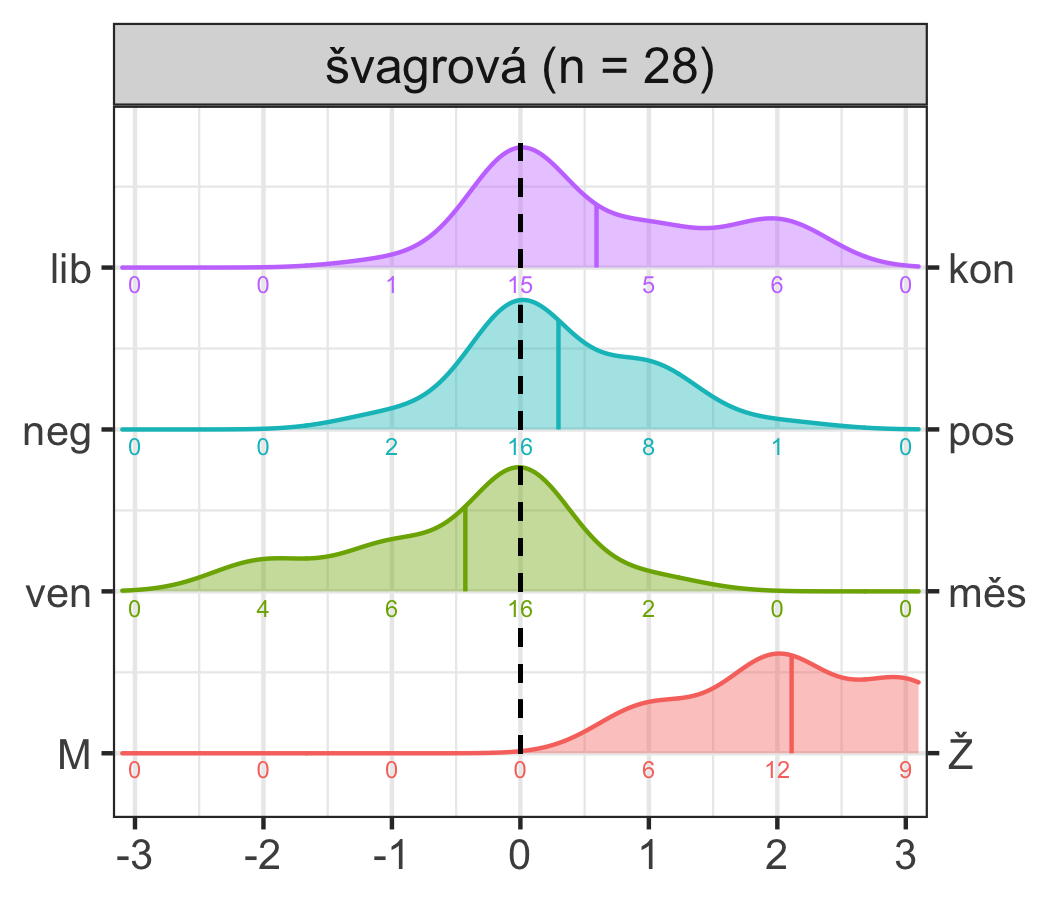 švagrová (n = 28)
lib kon
0 0 1 15 5 6 0
neg pos
0 0 2 16 8 1 0
ven měs
0 4 6 16 2 0 0
M Ž
0 0 0 0 6 12 9
-3 -2 -1 0 1 2 3